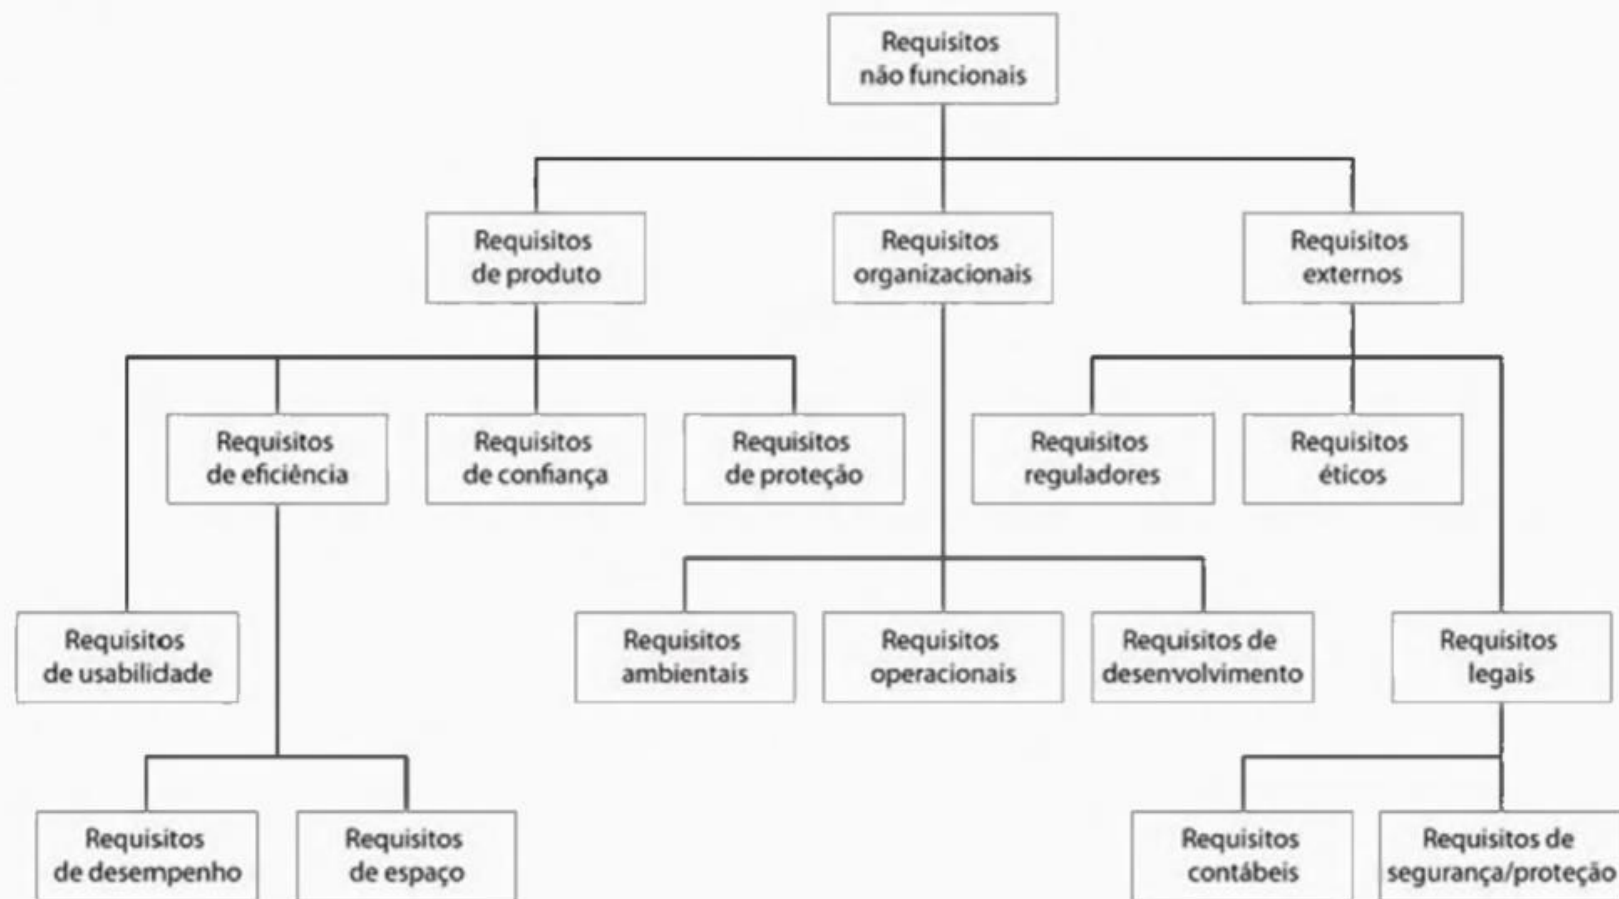 Requisitos
não funcionais
Requisitos
de produto
Requisitos
organizacionais
Requisitos
externos
Requisitos
de eficiência
Requisitos
de confiança
Requisitos
de proteção
Requisitos
reguladores
Requisitos
éticos
Requisitos
de usabilidade
Requisitos
ambientais
Requisitos
operacionais
Requisitos de
desenvolvimento
Requisitos
legais
Requisitos
de desempenho
Requisitos
de espaço
Requisitos
contábeis
Requisitos de
segurança/proteção